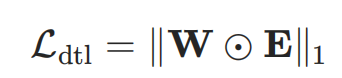 ℒ_dtl = ‖𝐖 ⊙ 𝐄‖₁